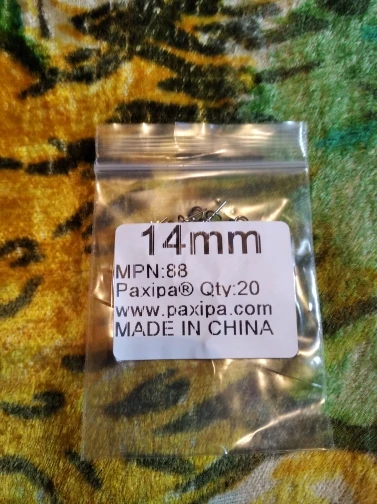 14mm
MPN:88
Paxipa® Qty:20
www.paxipa.com
MADE IN CHINA